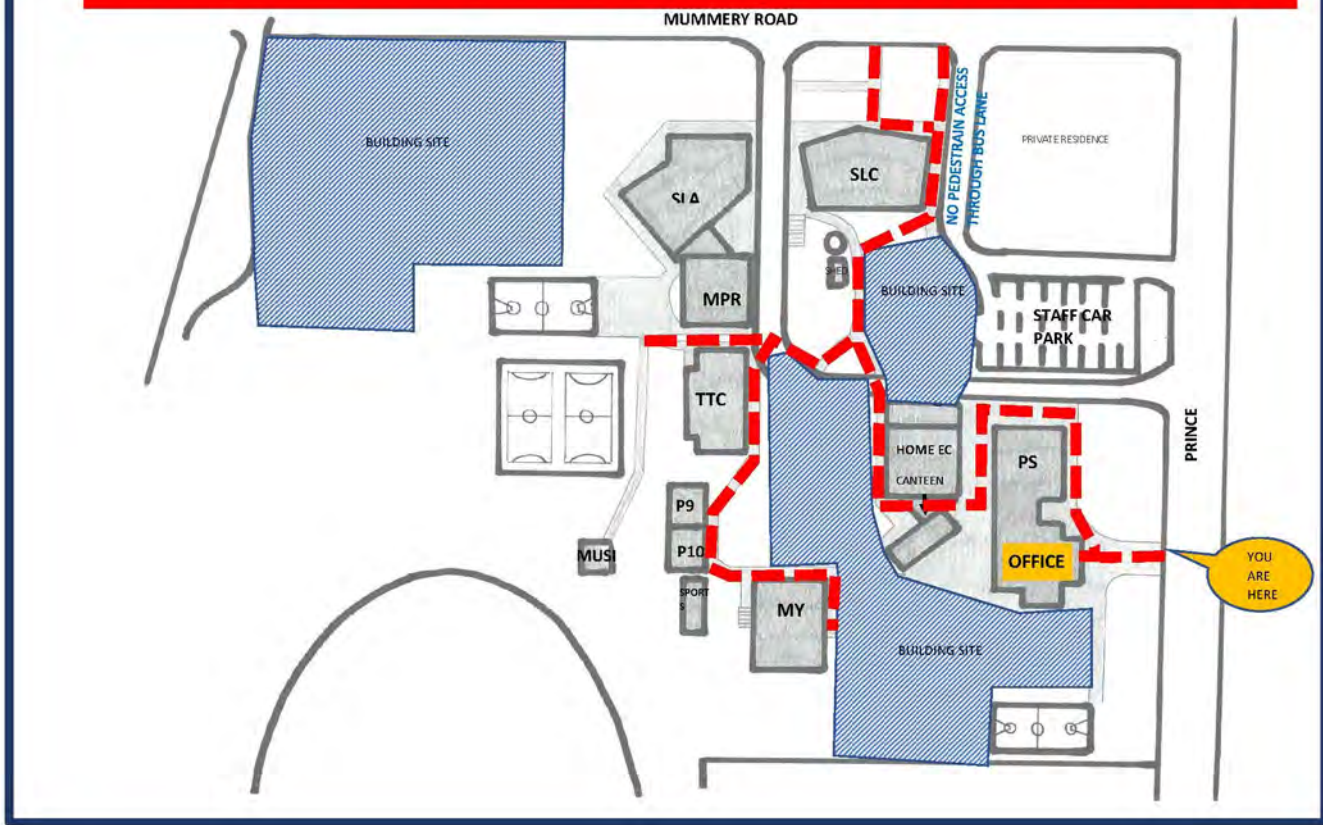 MUMMERY ROAD
BUILDING SITE
NO PEDESTRAIN ACCESS
THROUGH BUS LANE
PRIVATE RESIDENCE
SLA
SLC
SHED
MPR
BUILDING SITE
STAFF CAR
PARK
TTC
HOME EC
CANTEEN
PS
PRINCE
P9
P10
MUSI
OFFICE
YOU
ARE
HERE
SPORT
S
MY
BUILDING SITE